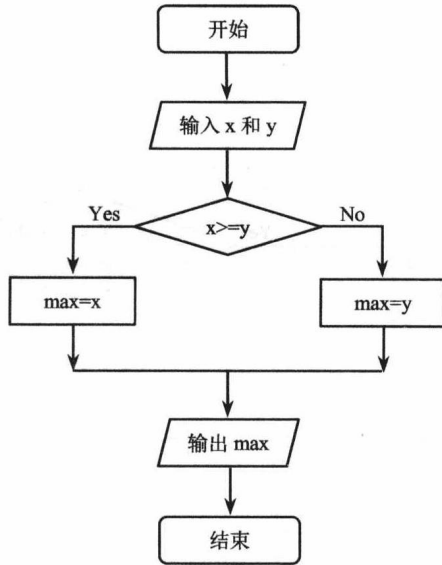 开始
输入 x 和 y
Yes
x>=y
No
max=x
max=y
输出 max
结束